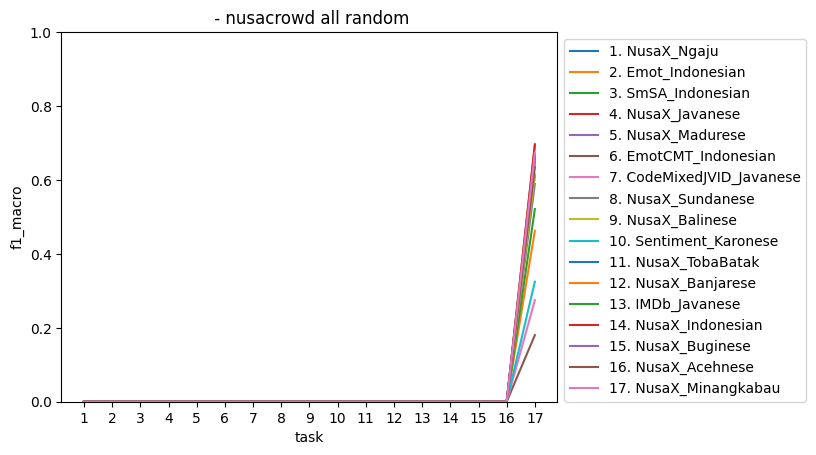 - nusacrowd all random
1.0
0.8
0.6
0.4
0.2
0.0
f1_macro
1 2 3 4 5 6 7 8 9 10 11 12 13 14 15 16 17
task
1. NusaX_Ngaju
2. Emot_Indonesian
3. SmSA_Indonesian
4. NusaX_Javanese
5. NusaX_Madurese
6. EmotCMT_Indonesian
7. CodeMixedJVID_Javanese
8. NusaX_Sundanese
9. NusaX_Balinese
10. Sentiment_Karonese
11. NusaX_TobaBatak
12. NusaX_Banjarese
13. IMDb_Javanese
14. NusaX_Indonesian
15. NusaX_Buginese
16. NusaX_Acehnese
17. NusaX_Minangkabau